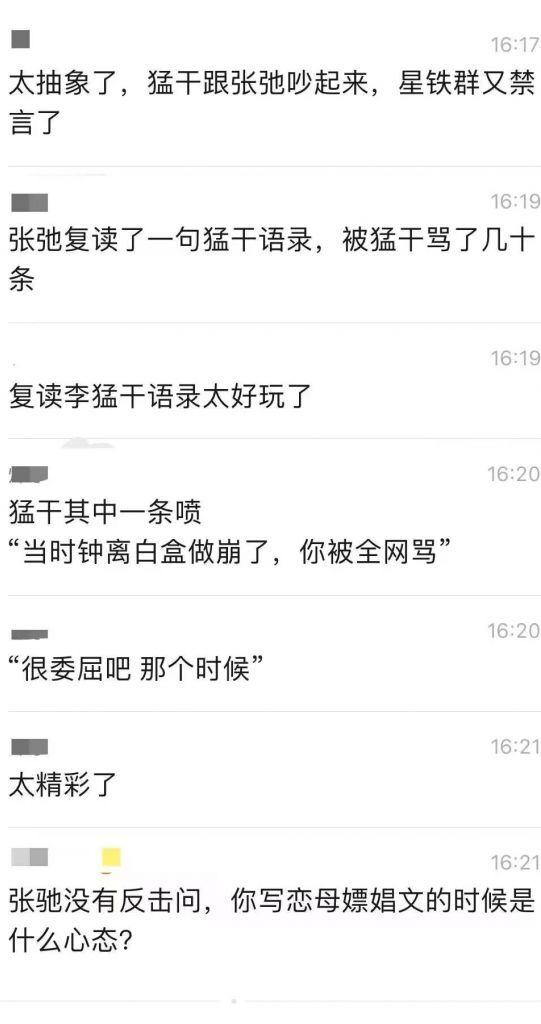 16:17
太抽象了，猛干跟张弛吵起来，星铁群又禁
言了
16:19
张弛复读了一句猛干语录，被猛干骂了几十
条
16:19
复读李猛干语录太好玩了
16:20
猛干其中一条喷
“当时钟离白盒做崩了，你被全网骂”
16:20
“很委屈吧 那个时候”
16:21
太精彩了
16:21
张驰没有反击问，你写恋母嫖娼文的时候是
什么心态?